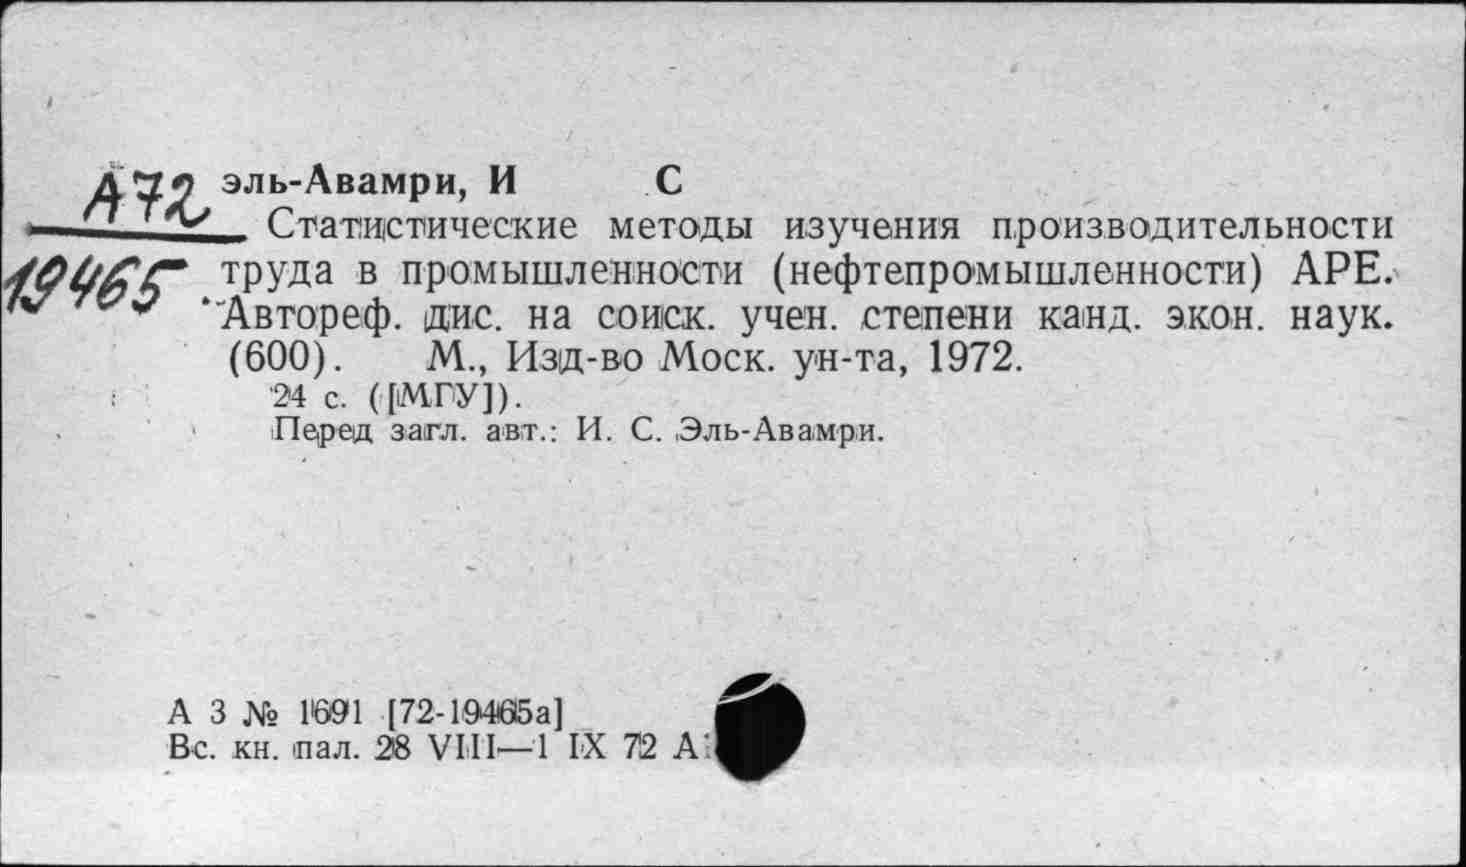 А72
19465
эль-Авамри, И С
Статистические методы изучения производительности
труда в промышленности (нефтепромышленности) АРЕ.
Автореф. дис. на соиск. учен. степени канд. экон. наук.
(600). М., Изд-во Моск. ун-та, 1972.
24 с. ([МГУ]).
Перед загл. авт.: И. С. Эль-Авамри.
А 3 № 1691 [72-19465а]
Вс. кн. пал. 28 VIII—1 IX 72 А